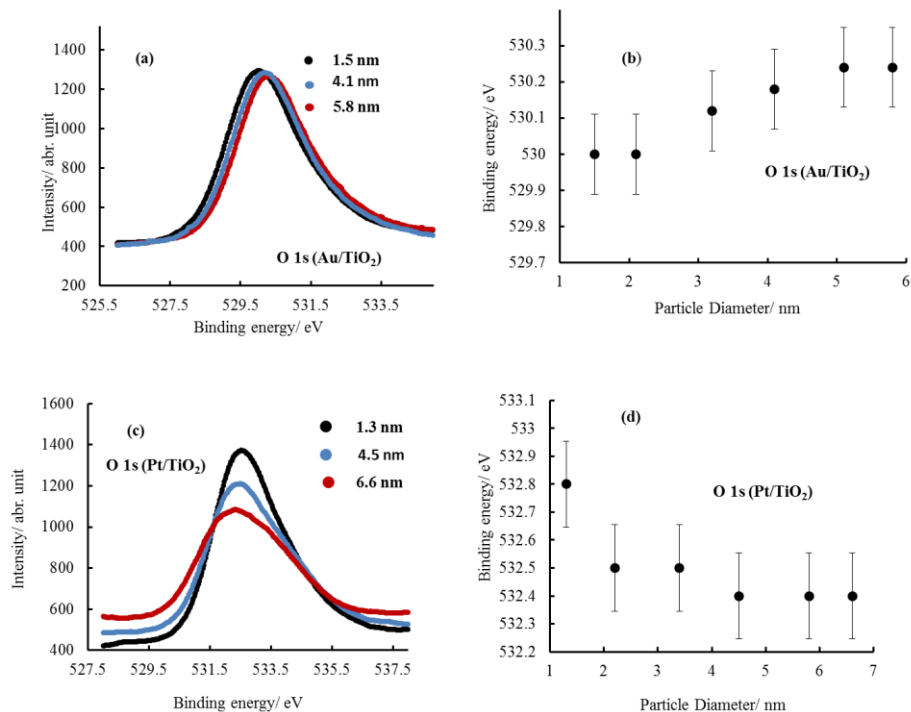 (a)
1.5 nm
4.1 nm
5.8 nm
1400
1200
1000
800
600
400
200
Intensity/ abr. unit
O 1s (Au/TiO₂)
525.5 527.5 529.5 531.5 533.5
Binding energy/ eV
(b)
530.3
530.2
530.1
530
529.9
529.8
529.7
Binding energy/ eV
O 1s (Au/TiO₂)
1 2 3 4 5 6
Particle Diameter/ nm
(c)
1.3 nm
4.5 nm
6.6 nm
O 1s (Pt/TiO₂)
1600
1400
1200
1000
800
600
400
Intensity/ abr. unit
527.5 529.5 531.5 533.5 535.5 537.5
Binding energy/ eV
(d)
533.1
533
532.9
532.8
532.7
532.6
532.5
532.4
532.3
532.2
Binding energy/ eV
O 1s (Pt/TiO₂)
1 2 3 4 5 6 7
Particle Diameter/ nm